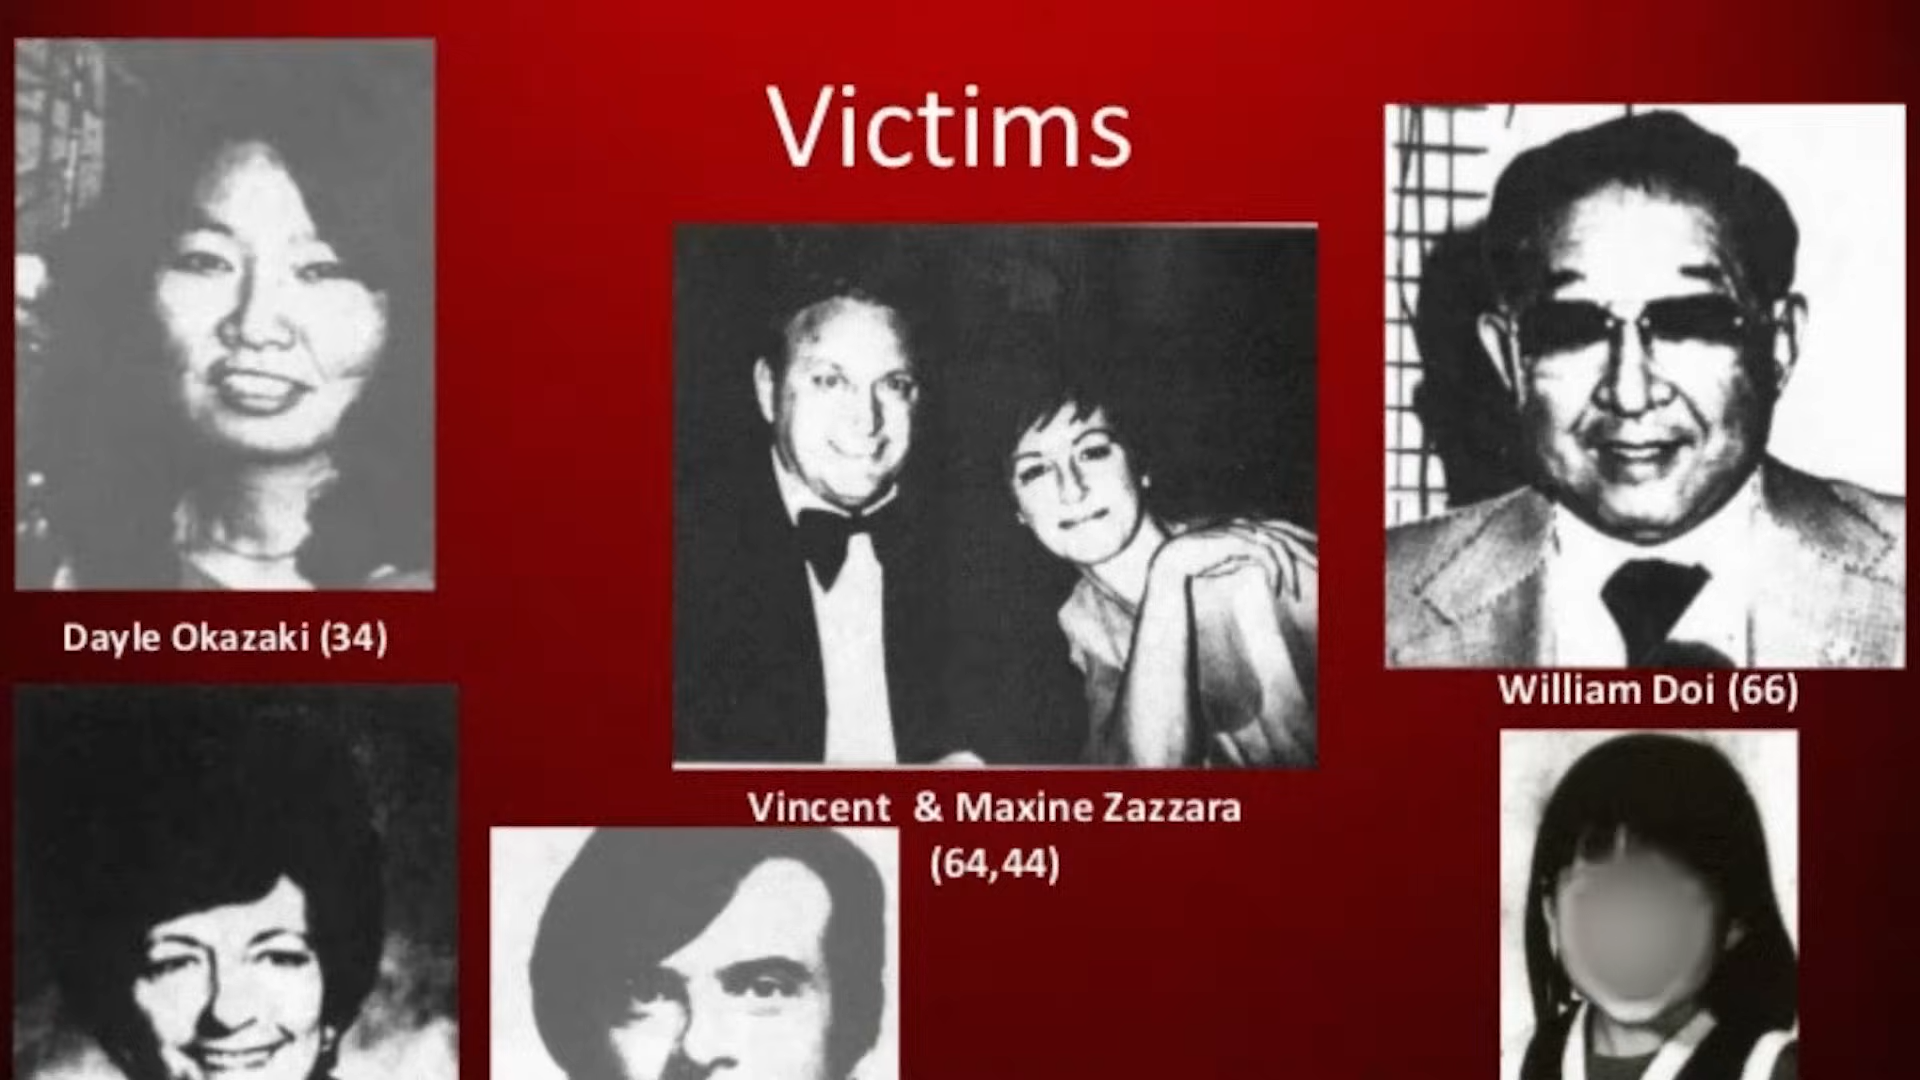 Victims
Dayle Okazaki (34)
William Doi (66)
Vincent & Maxine Zazzara
(64,44)